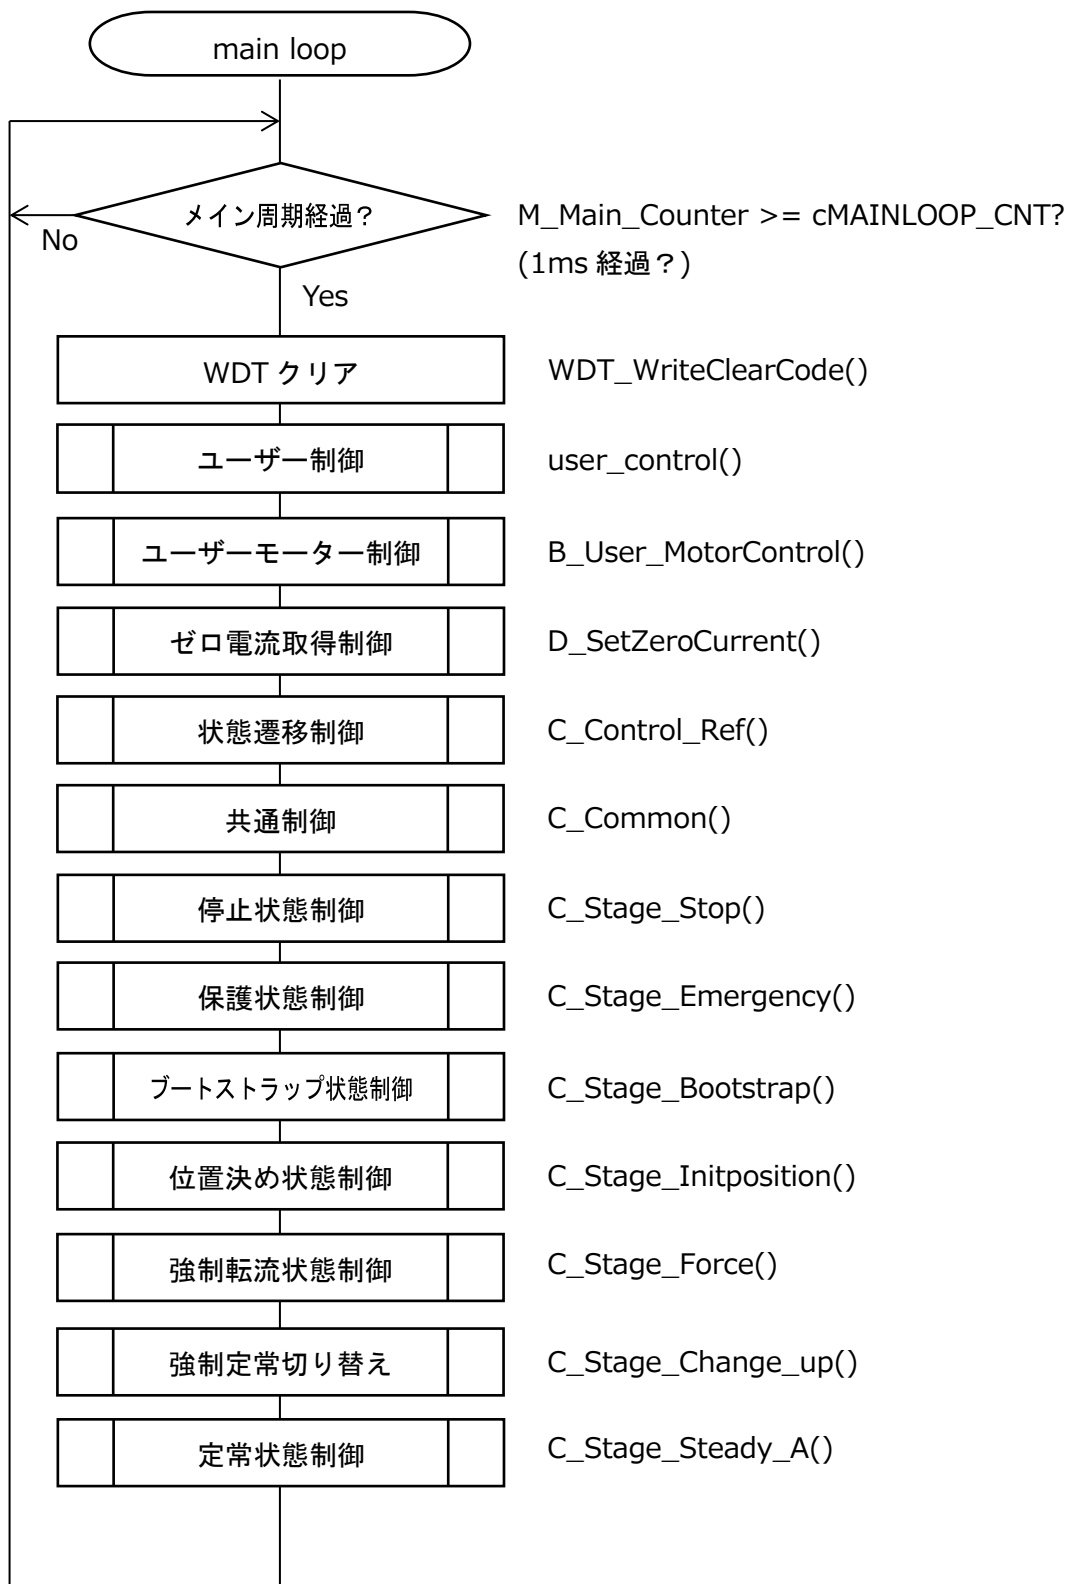 main loop
メイン周期経過？
M_Main_Counter >= cMAINLOOP_CNT?
No
(1ms 経過？)
Yes
WDT クリア
WDT_WriteClearCode()
ユーザー制御
user_control()
ユーザーモーター制御
B_User_MotorControl()
ゼロ電流取得制御
D_SetZeroCurrent()
状態遷移制御
C_Control_Ref()
共通制御
C_Common()
停止状態制御
C_Stage_Stop()
保護状態制御
C_Stage_Emergency()
ブートストラップ状態制御
C_Stage_Bootstrap()
位置決め状態制御
C_Stage_Initposition()
強制転流状態制御
C_Stage_Force()
強制定常切り替え
C_Stage_Change_up()
定常状態制御
C_Stage_Steady_A()